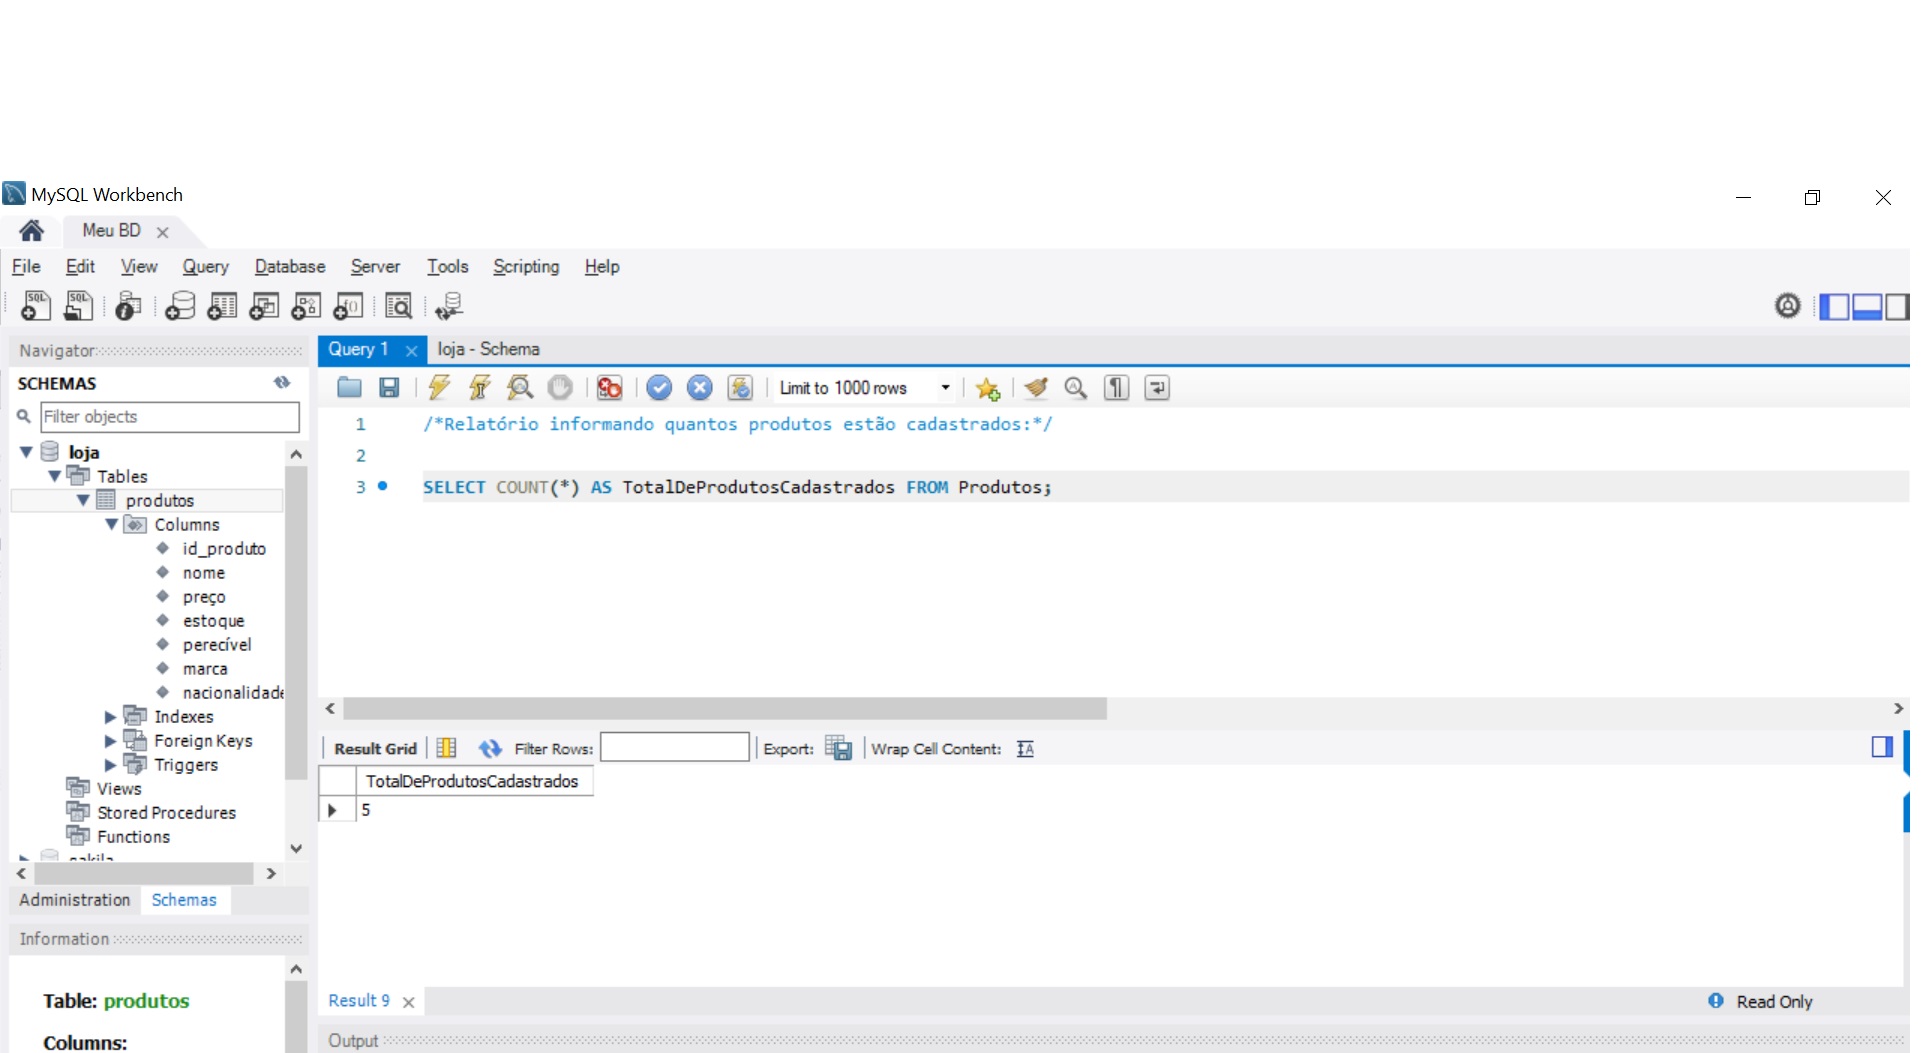 MySQL Workbench
Meu BD
File Edit View Query Database Server Tools Scripting Help
Navigator
SCHEMAS
Filter objects
loja
Tables
produtos
Columns
id_produto
nome
preço
estoque
perecível
marca
nacionalidade
Indexes
Foreign Keys
Triggers
Views
Stored Procedures
Functions
sakila
Administration Schemas
Information
Table: produtos
Columns:
Query 1 loja - Schema
Limit to 1000 rows
1 /*Relatório informando quantos produtos estão cadastrados:*/
2
3 SELECT COUNT(*) AS TotalDeProdutosCadastrados FROM Produtos;
Result Grid Filter Rows: Export: Wrap Cell Content:
TotalDeProdutosCadastrados
5
Result 9
Read Only
Output